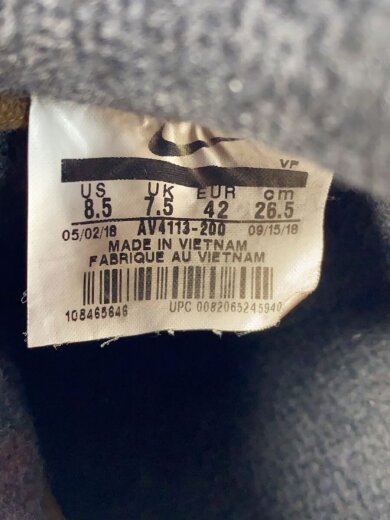 VF
US UK EUR cm
8.5 7.5 42 26.5
05/02/18 AV4113-200 09/15/18
MADE IN VIETNAM
FABRIQUE AU VIETNAM
108465646 UPC 0082065245940